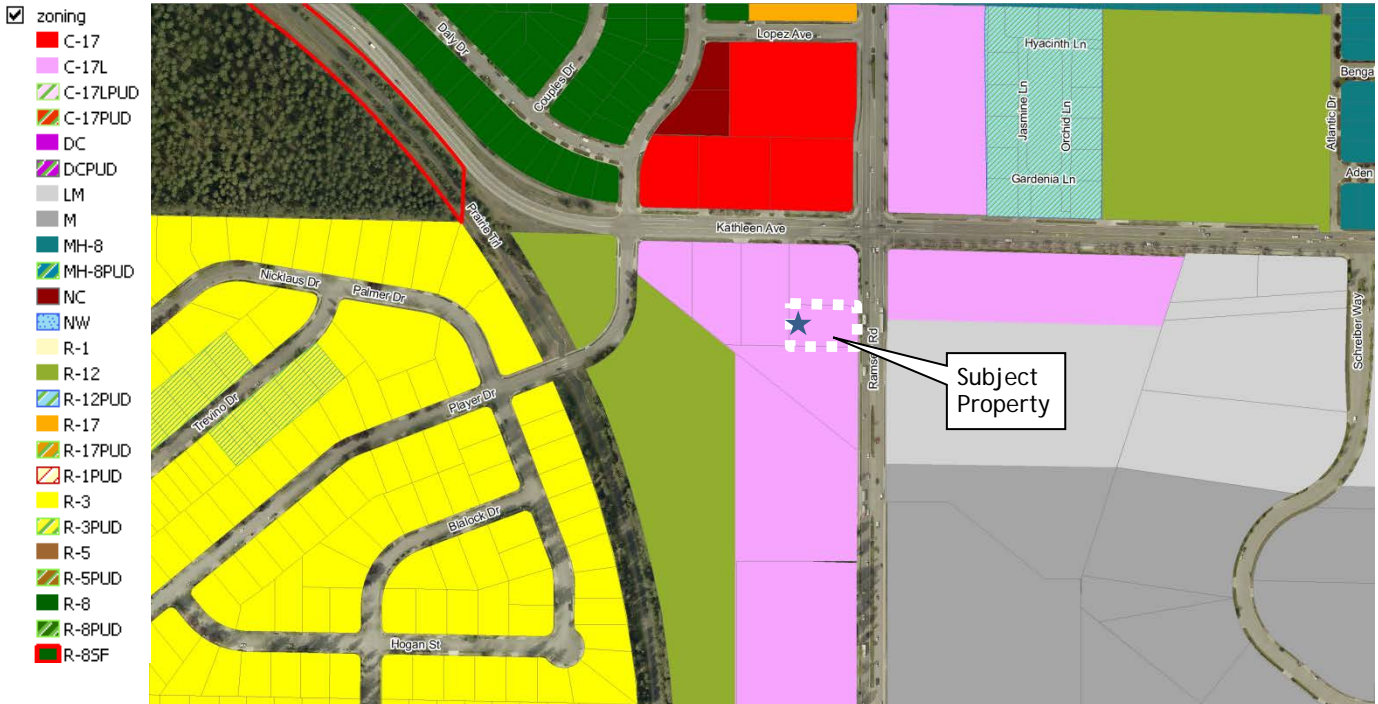 zoning
C-17
C-17L
C-17LPUD
C-17PUD
DC
DCPUD
LM
M
MH-8
MH-8PUD
NC
NW
R-1
R-12
R-12PUD
R-17
R-17PUD
R-1PUD
R-3
R-3PUD
R-5
R-5PUD
R-8
R-8PUD
R-8SF
Daly Dr
Couples Dr
Lopez Ave
Hyacinth Ln
Jasmine Ln
Orchid Ln
Gardenia Ln
Atlantic Dr
Benga
Aden
Prairie Trl
Kathleen Ave
Nicklaus Dr
Palmer Dr
Trevino Dr
Player Dr
Blalock Dr
Hogan St
Rd
Schreiber Way
Subject
Property